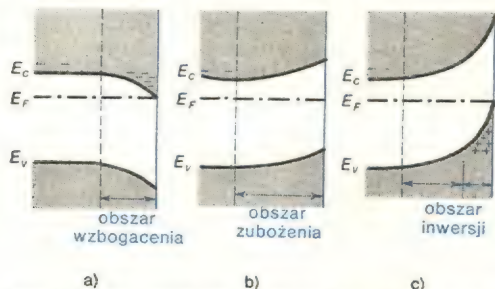 E_c
E_F
E_v
obszar
wzbogacenia
a)
E_c
E_F
E_v
obszar
zubożenia
b)
E_c
E_F
E_v
obszar
inwersji
c)